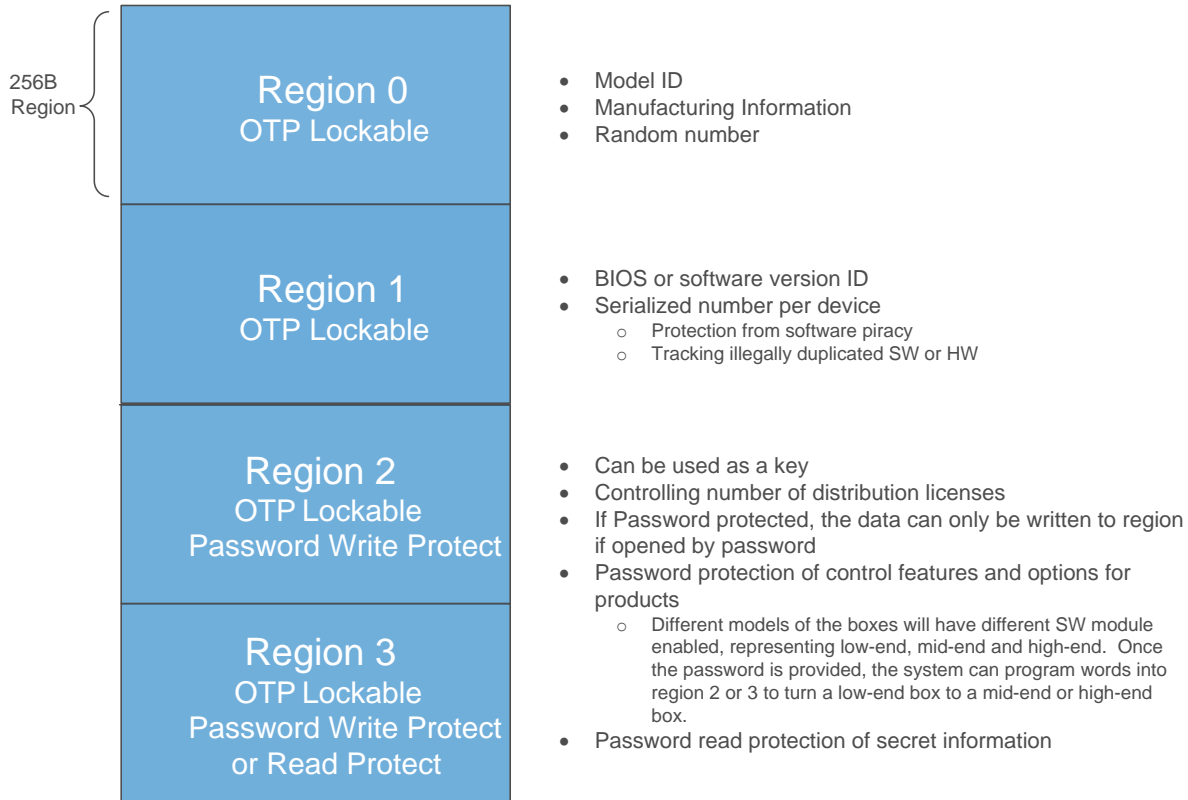 256B
Region
Region 0
OTP Lockable
• Model ID
• Manufacturing Information
• Random number
Region 1
OTP Lockable
• BIOS or software version ID
• Serialized number per device
o Protection from software piracy
o Tracking illegally duplicated SW or HW
Region 2
OTP Lockable
Password Write Protect
• Can be used as a key
• Controlling number of distribution licenses
• If Password protected, the data can only be written to region
if opened by password
• Password protection of control features and options for
products
o Different models of the boxes will have different SW module
enabled, representing low-end, mid-end and high-end. Once
the password is provided, the system can program words into
region 2 or 3 to turn a low-end box to a mid-end or high-end
box.
• Password read protection of secret information
Region 3
OTP Lockable
Password Write Protect
or Read Protect